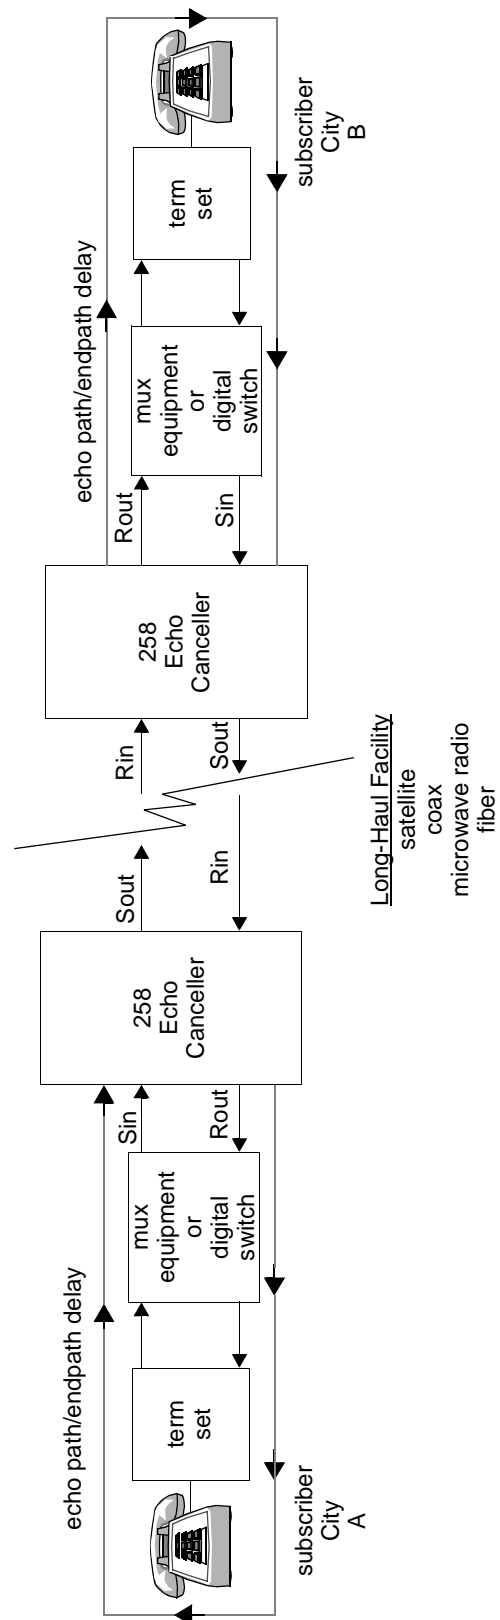 echo path/endpath delay
subscriber
City
A
term
set
mux
equipment
or
digital
switch
Sin
Rout
258
Echo
Canceller
Sout
Rin
Long-Haul Facility
satellite
coax
microwave radio
fiber
Rin
Sout
258
Echo
Canceller
Rout
Sin
mux
equipment
or
digital
switch
echo path/endpath delay
term
set
subscriber
City
B